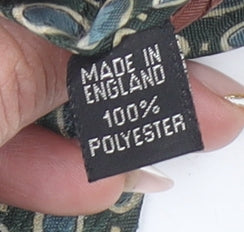 MADE IN
ENGLAND
100%
POLYESTER